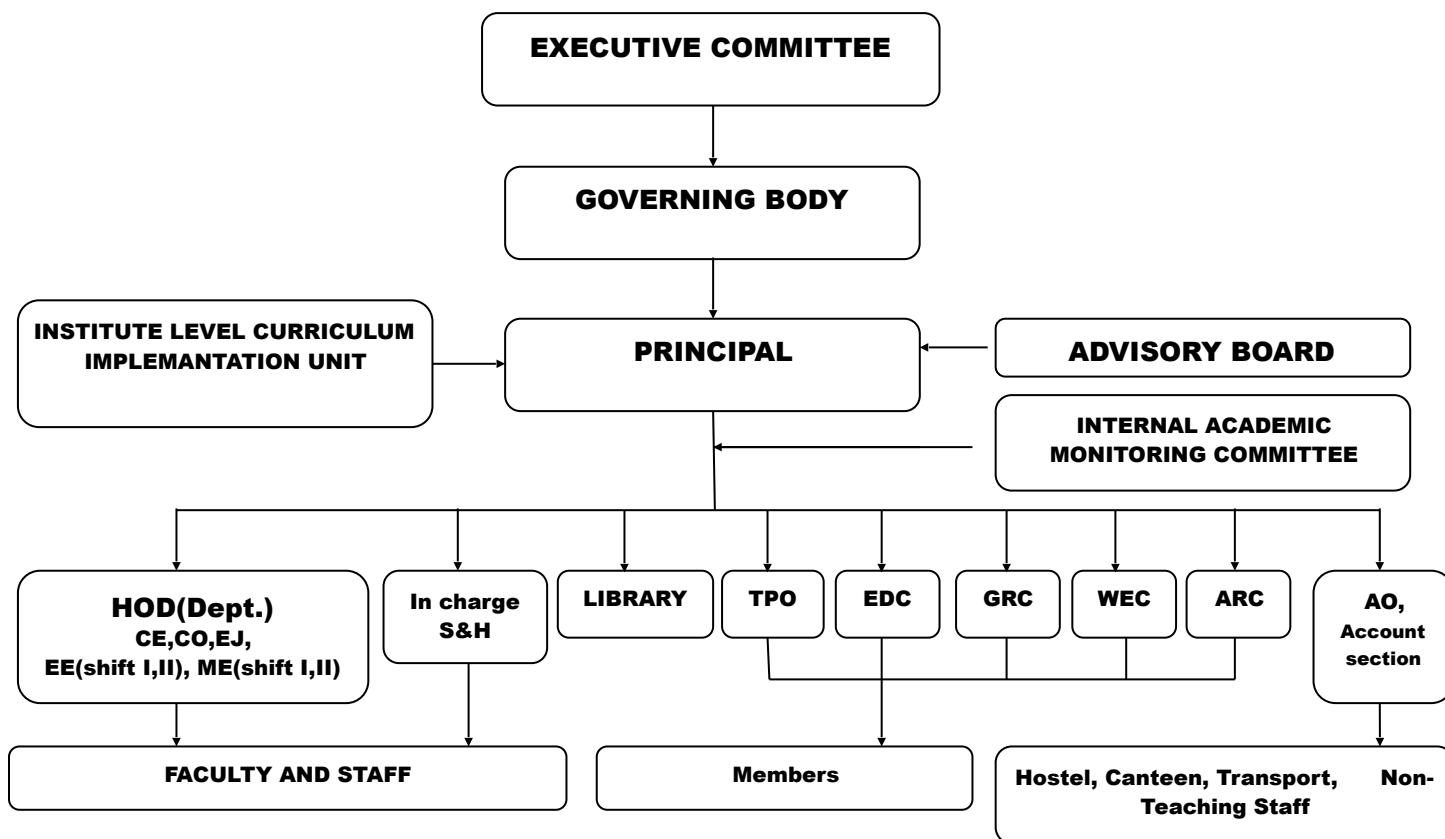 EXECUTIVE COMMITTEE
GOVERNING BODY
INSTITUTE LEVEL CURRICULUM
IMPLEMANTATION UNIT
PRINCIPAL
ADVISORY BOARD
INTERNAL ACADEMIC
MONITORING COMMITTEE
HOD(Dept.)
CE,CO,EJ,
EE(shift I,II), ME(shift I,II)
In charge
S&H
LIBRARY
TPO
EDC
GRC
WEC
ARC
AO,
Account
section
FACULTY AND STAFF
Members
Hostel, Canteen, Transport, Non-
Teaching Staff